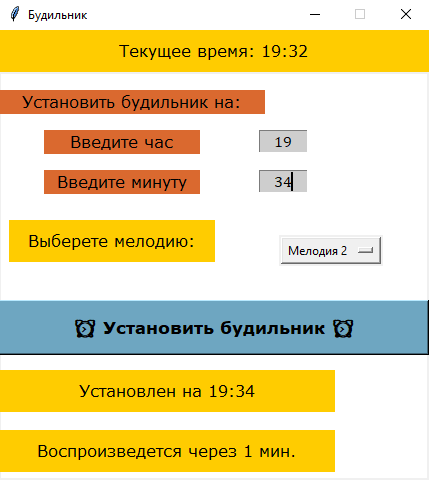 Будильник
Текущее время: 19:32
Установить будильник на:
Введите час 19
Введите минуту 34
Выберете мелодию: Мелодия 2
⏰ Установить будильник ⏰
Установлен на 19:34
Воспроизведется через 1 мин.